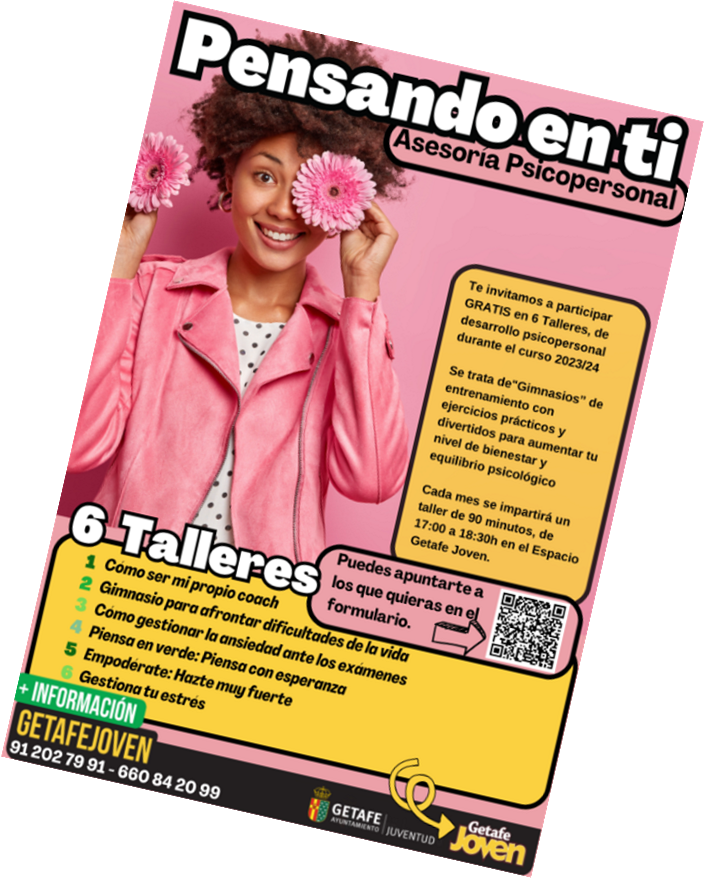 Pensando en ti
Asesoría Psicopersonal
Te invitamos a participar
GRATIS en 6 Talleres, de
desarrollo psicopersonal
durante el curso 2023/24
Se trata de"Gimnasios" de
entrenamiento con
ejercicios prácticos y
divertidos para aumentar tu
nivel de bienestar y
equilibrio psicológico
Cada mes se impartirá un
taller de 90 minutos, de
17:00 a 18:30h en el Espacio
Getafe Joven.
6 Talleres
1 Cómo ser mi propio coach
2 Gimnasio para afrontar dificultades de la vida
3 Cómo gestionar la ansiedad ante los exámenes
4 Piensa en verde: Piensa con esperanza
5 Empodérate: Hazte muy fuerte
6 Gestiona tu estrés
Puedes apuntarte a
los que quieras en el
formulario.
+ INFORMACIÓN
GETAFEJOVEN
91 202 79 91 - 660 84 20 99
GETAFE
AYUNTAMIENTO
JUVENTUD
Getafe
Joven